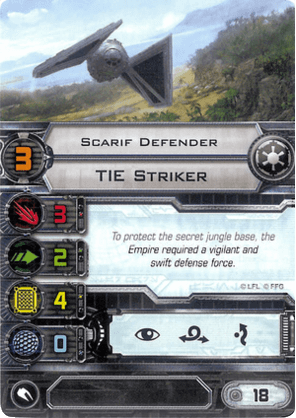 SCARIF DEFENDER
3
TIE STRIKER
3
To protect the secret jungle base, the
2
Empire required a vigilant and
swift defense force.
©LFL ©FFG
4
0
18